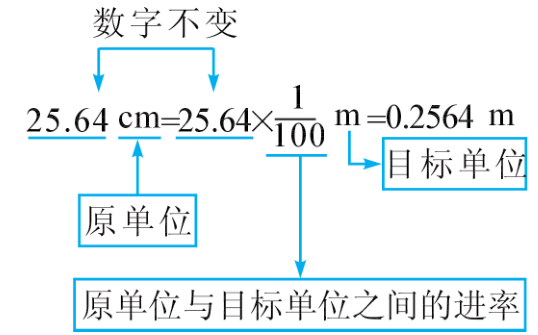 数字不变
25.64 cm=25.64×1/100 m=0.2564 m
目标单位
原单位
原单位与目标单位之间的进率